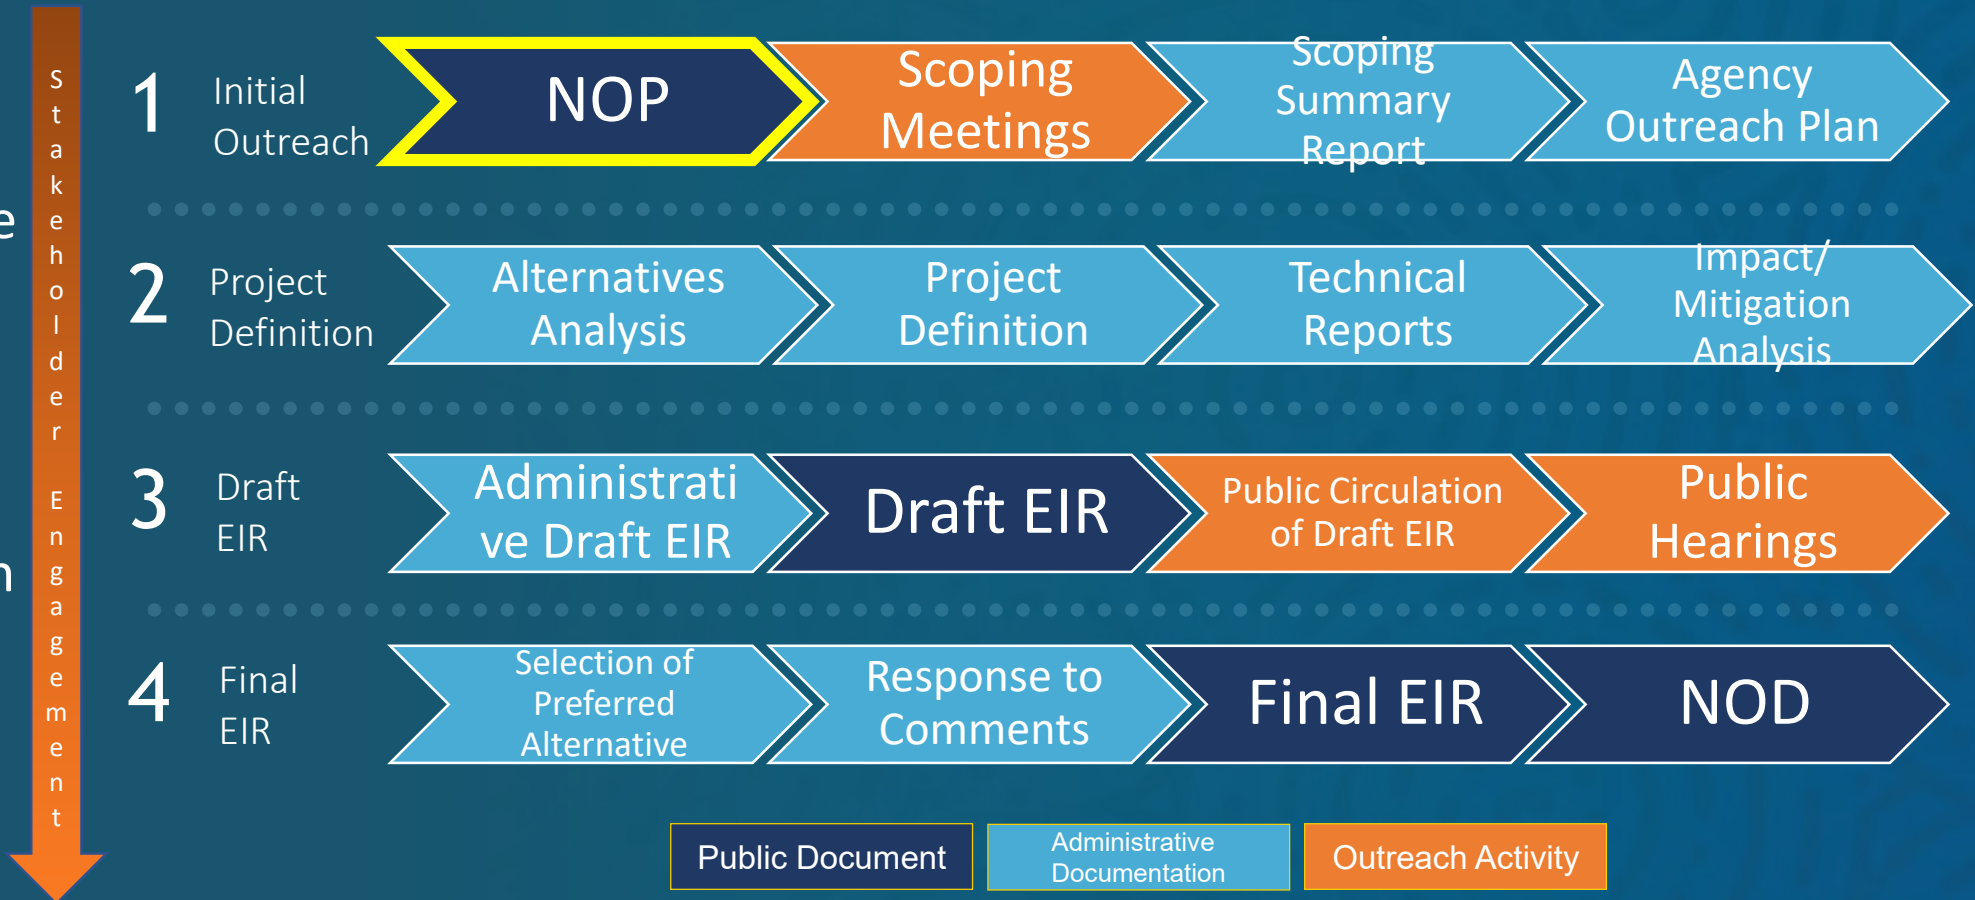 Stakeholder Engagement
e
n
1
Initial
Outreach
NOP
Scoping
Meetings
Scoping
Summary
Report
Agency
Outreach Plan
2
Project
Definition
Alternatives
Analysis
Project
Definition
Technical
Reports
Impact/
Mitigation
Analysis
3
Draft
EIR
Administrati
ve Draft EIR
Draft EIR
Public Circulation
of Draft EIR
Public
Hearings
4
Final
EIR
Selection of
Preferred
Alternative
Response to
Comments
Final EIR
NOD
Public Document
Administrative
Documentation
Outreach Activity